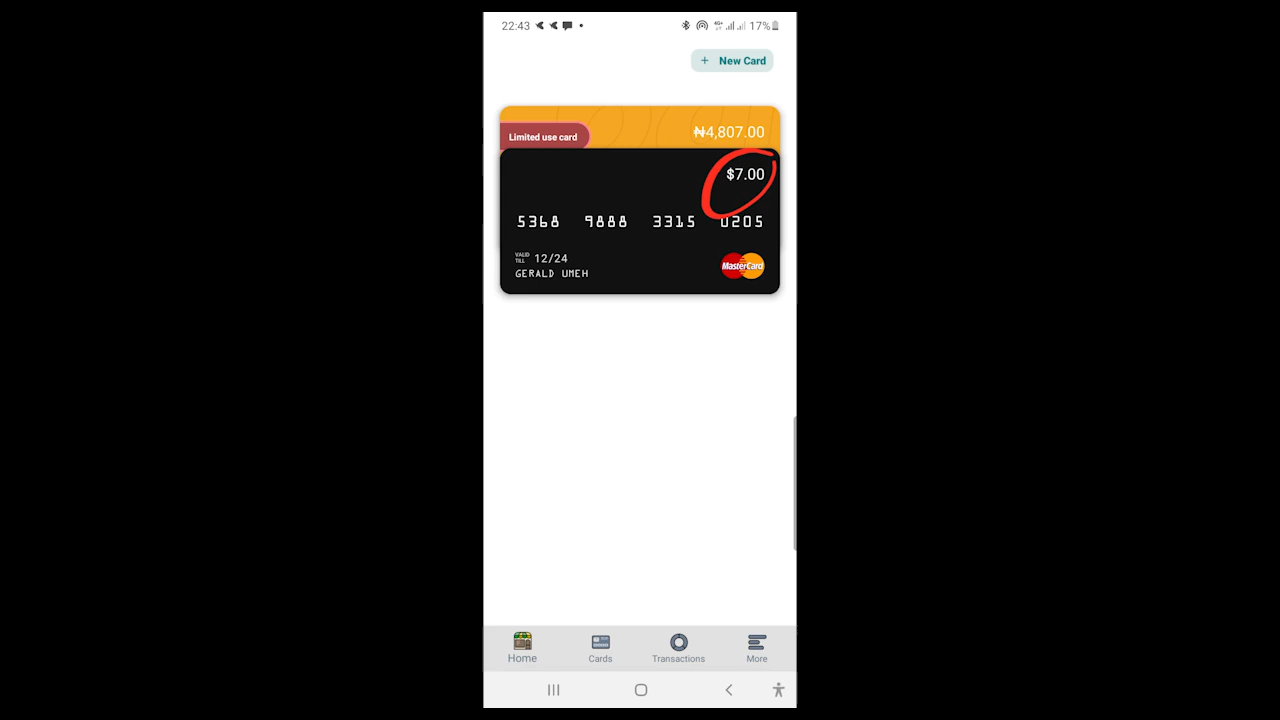 22:43 17%
+ New Card
₦4,807.00
Limited use card
$7.00
5368 9888 3315 0205
VALID TILL 12/24
GERALD UMEH
MasterCard
Home Cards Transactions More